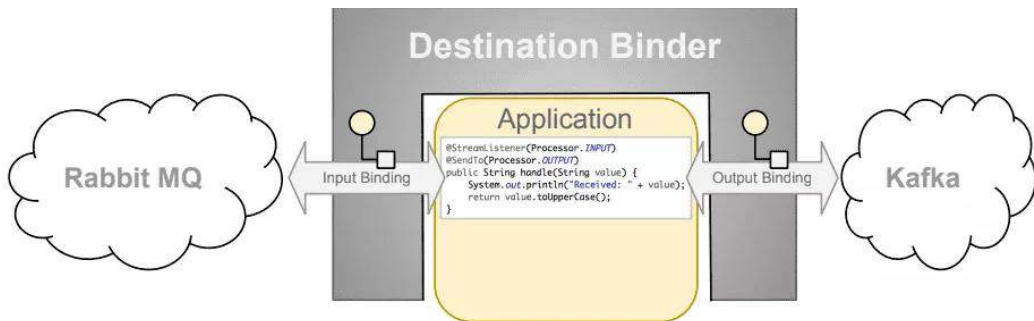 Destination Binder
Application
@StreamListener(Processor.INPUT)
@SendTo(Processor.OUTPUT)
public String handle(String value) {
    System.out.println("Received: " + value);
    return value.toUpperCase();
}
Rabbit MQ
Input Binding
Output Binding
Kafka